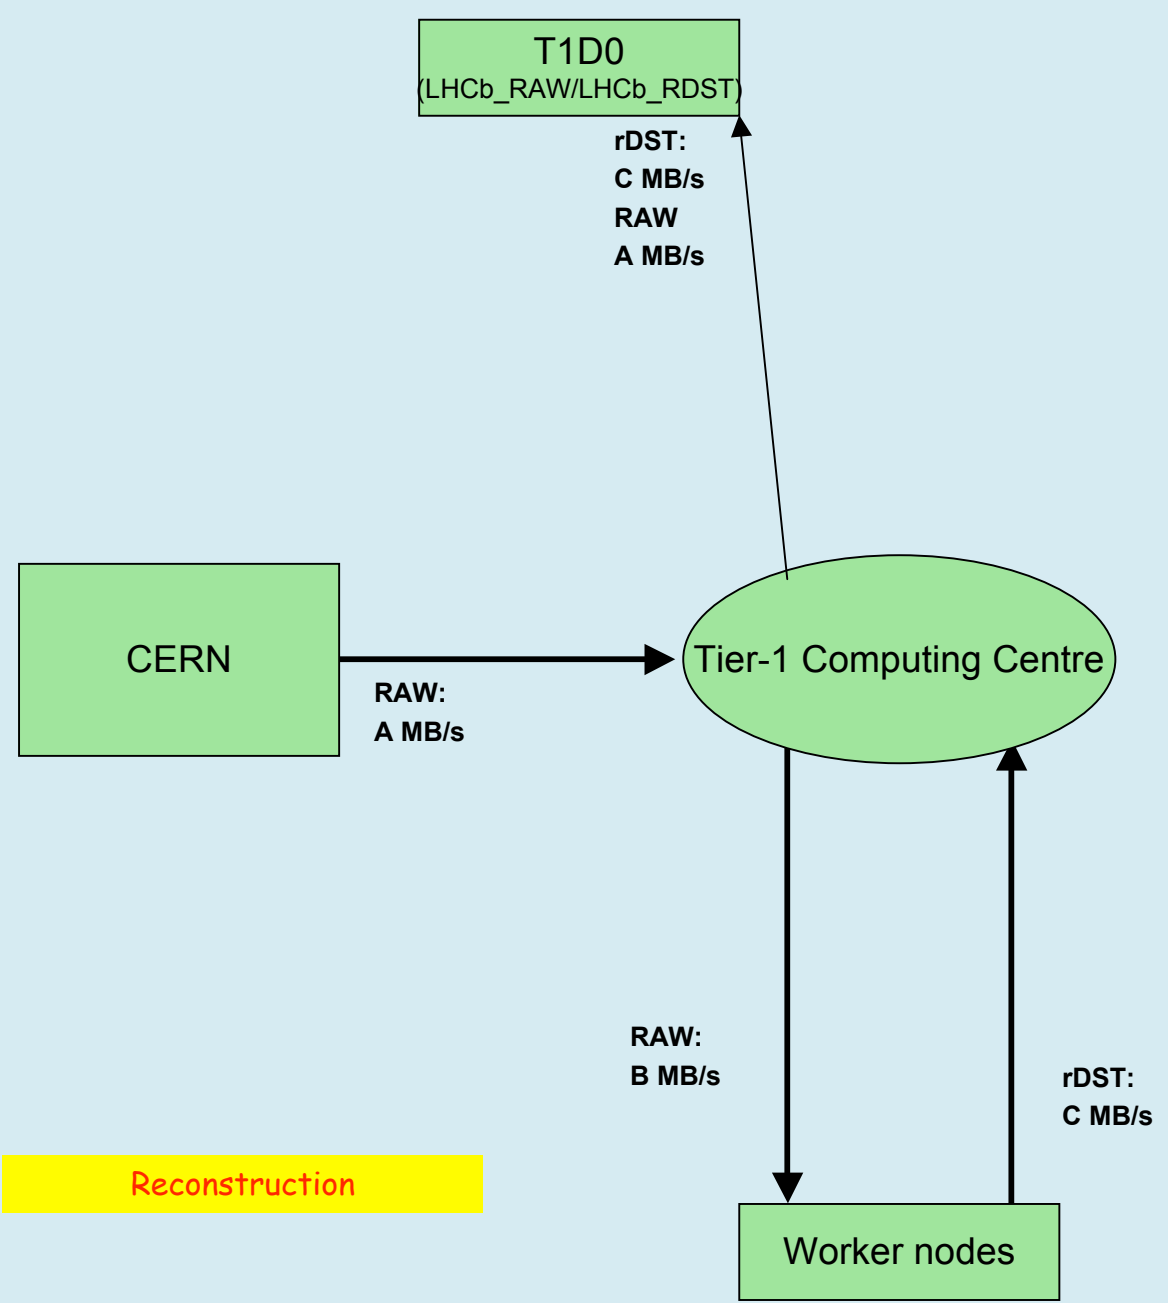 T1D0
(LHCb_RAW/LHCb_RDST)
rDST:
C MB/s
RAW
A MB/s
CERN
Tier-1 Computing Centre
RAW:
A MB/s
RAW:
B MB/s
rDST:
C MB/s
Reconstruction
Worker nodes